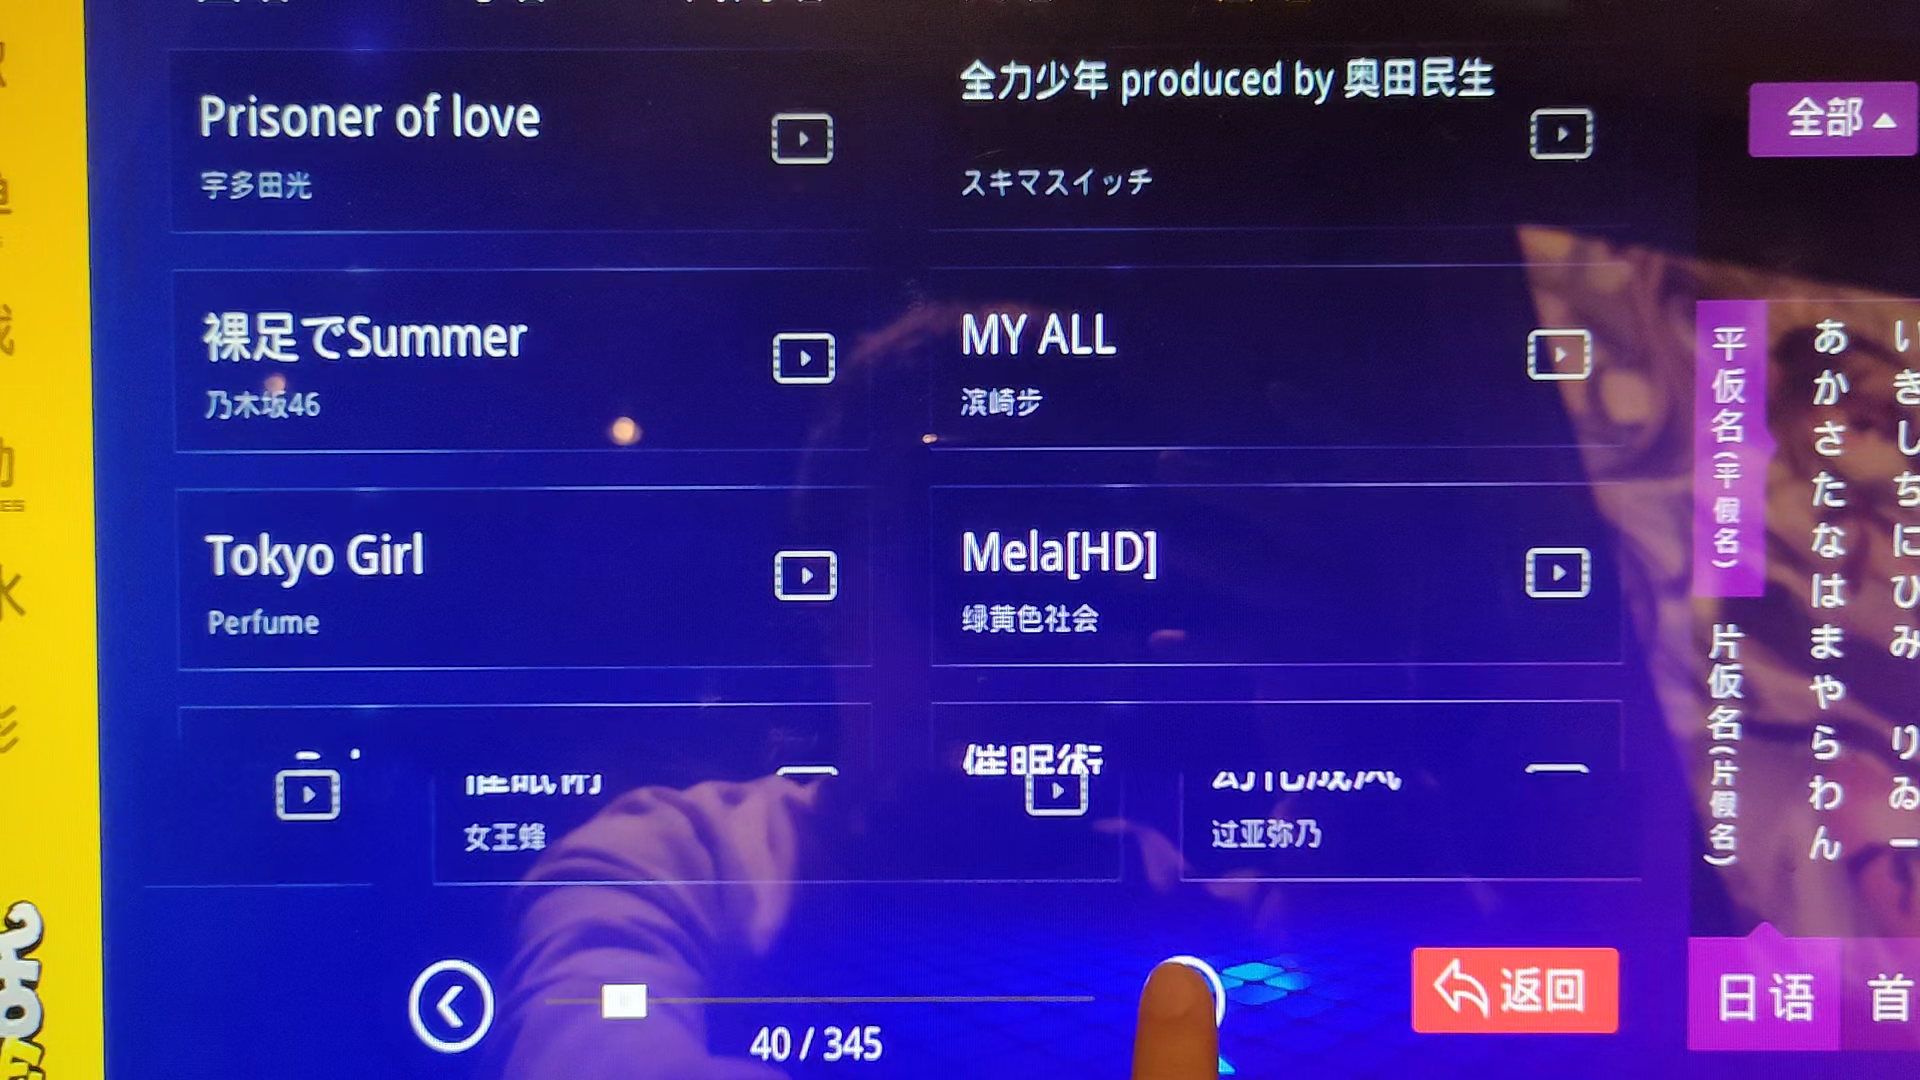 Prisoner of love
宇多田光
全力少年 produced by 奥田民生
スキマスイッチ
裸足でSummer
乃木坂46
MY ALL
滨崎步
Tokyo Girl
Perfume
Mela[HD]
绿黄色社会
催眠術
女王蜂
过亚弥乃
40 / 345
返回
全部
平仮名(平假名)
片仮名(片假名)
あかさたなはまやらわん
いきしちにひみ りゐー
日语
首